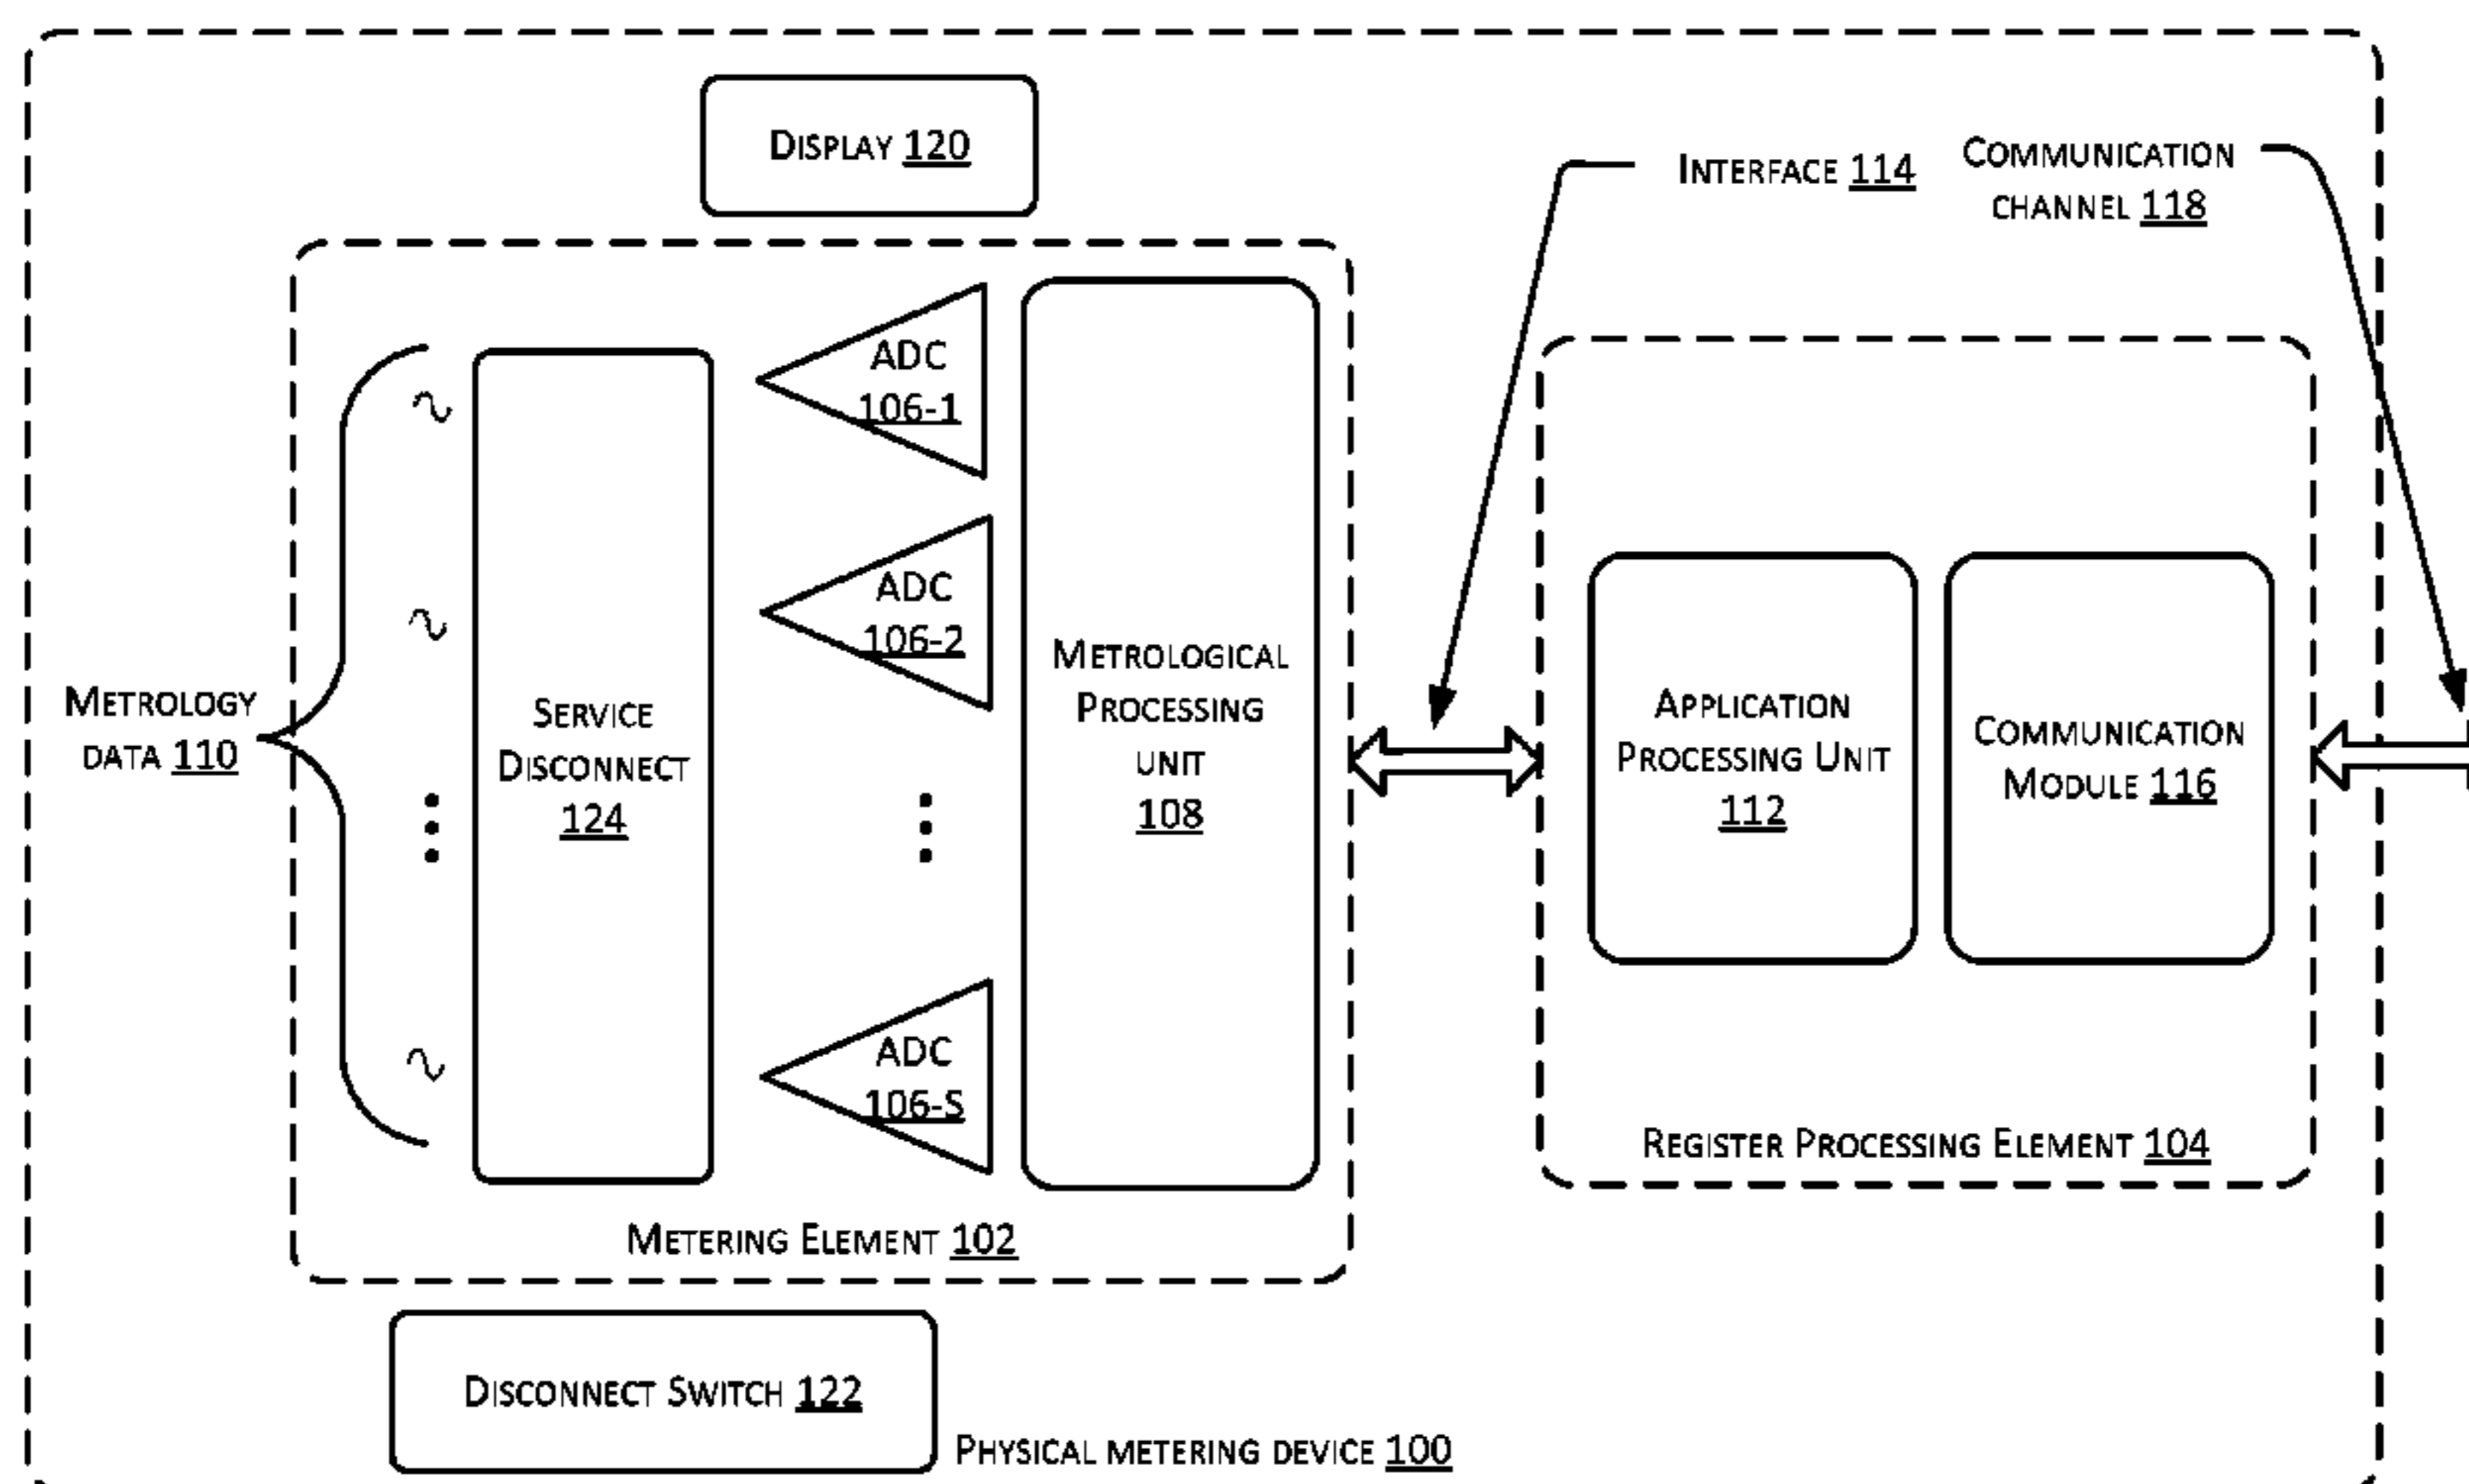 Display 120
Interface 114
Communication
channel 118
ADC
106-1
ADC
106-2
Metrology
data 110
Service
Disconnect
124
Metrological
Processing
unit
108
Application
Processing Unit
112
Communication
Module 116
ADC
106-S
Register Processing Element 104
Metering Element 102
Disconnect Switch 122
Physical metering device 100